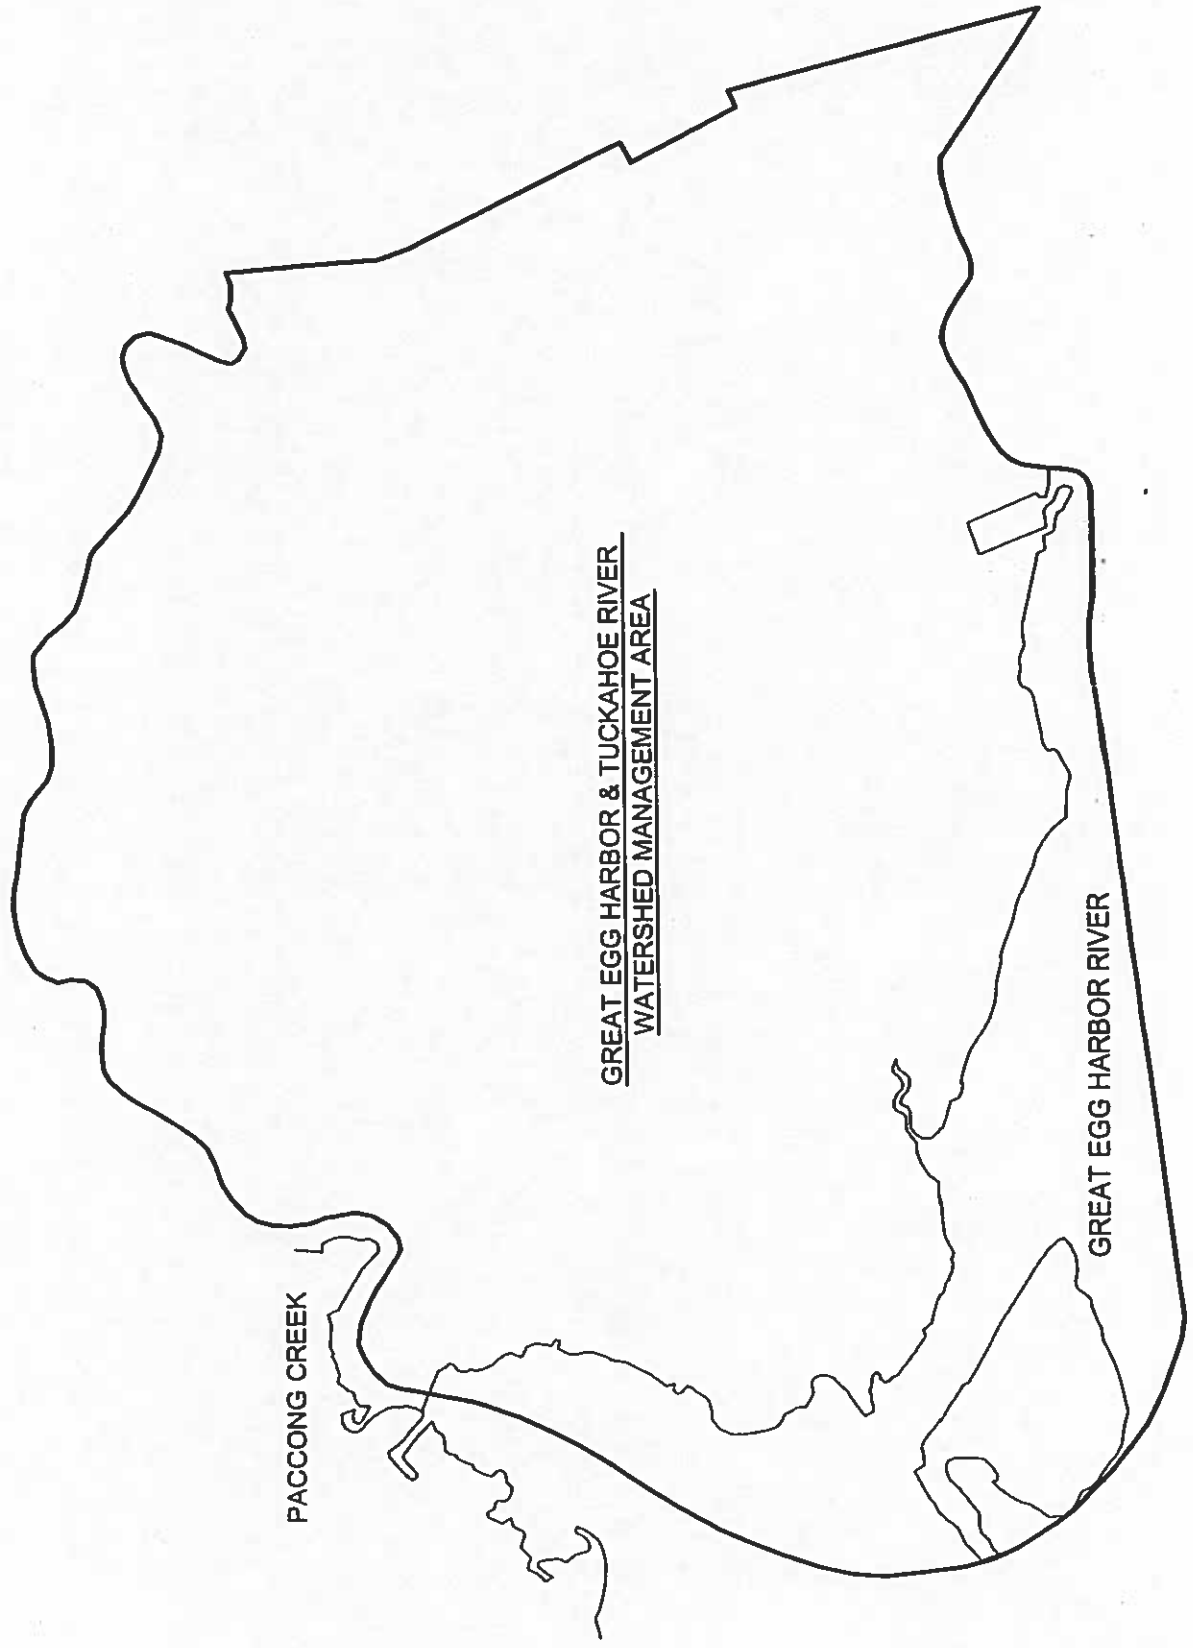 PACCONG CREEK
GREAT EGG HARBOR & TUCKAHOE RIVER
WATERSHED MANAGEMENT AREA
GREAT EGG HARBOR RIVER